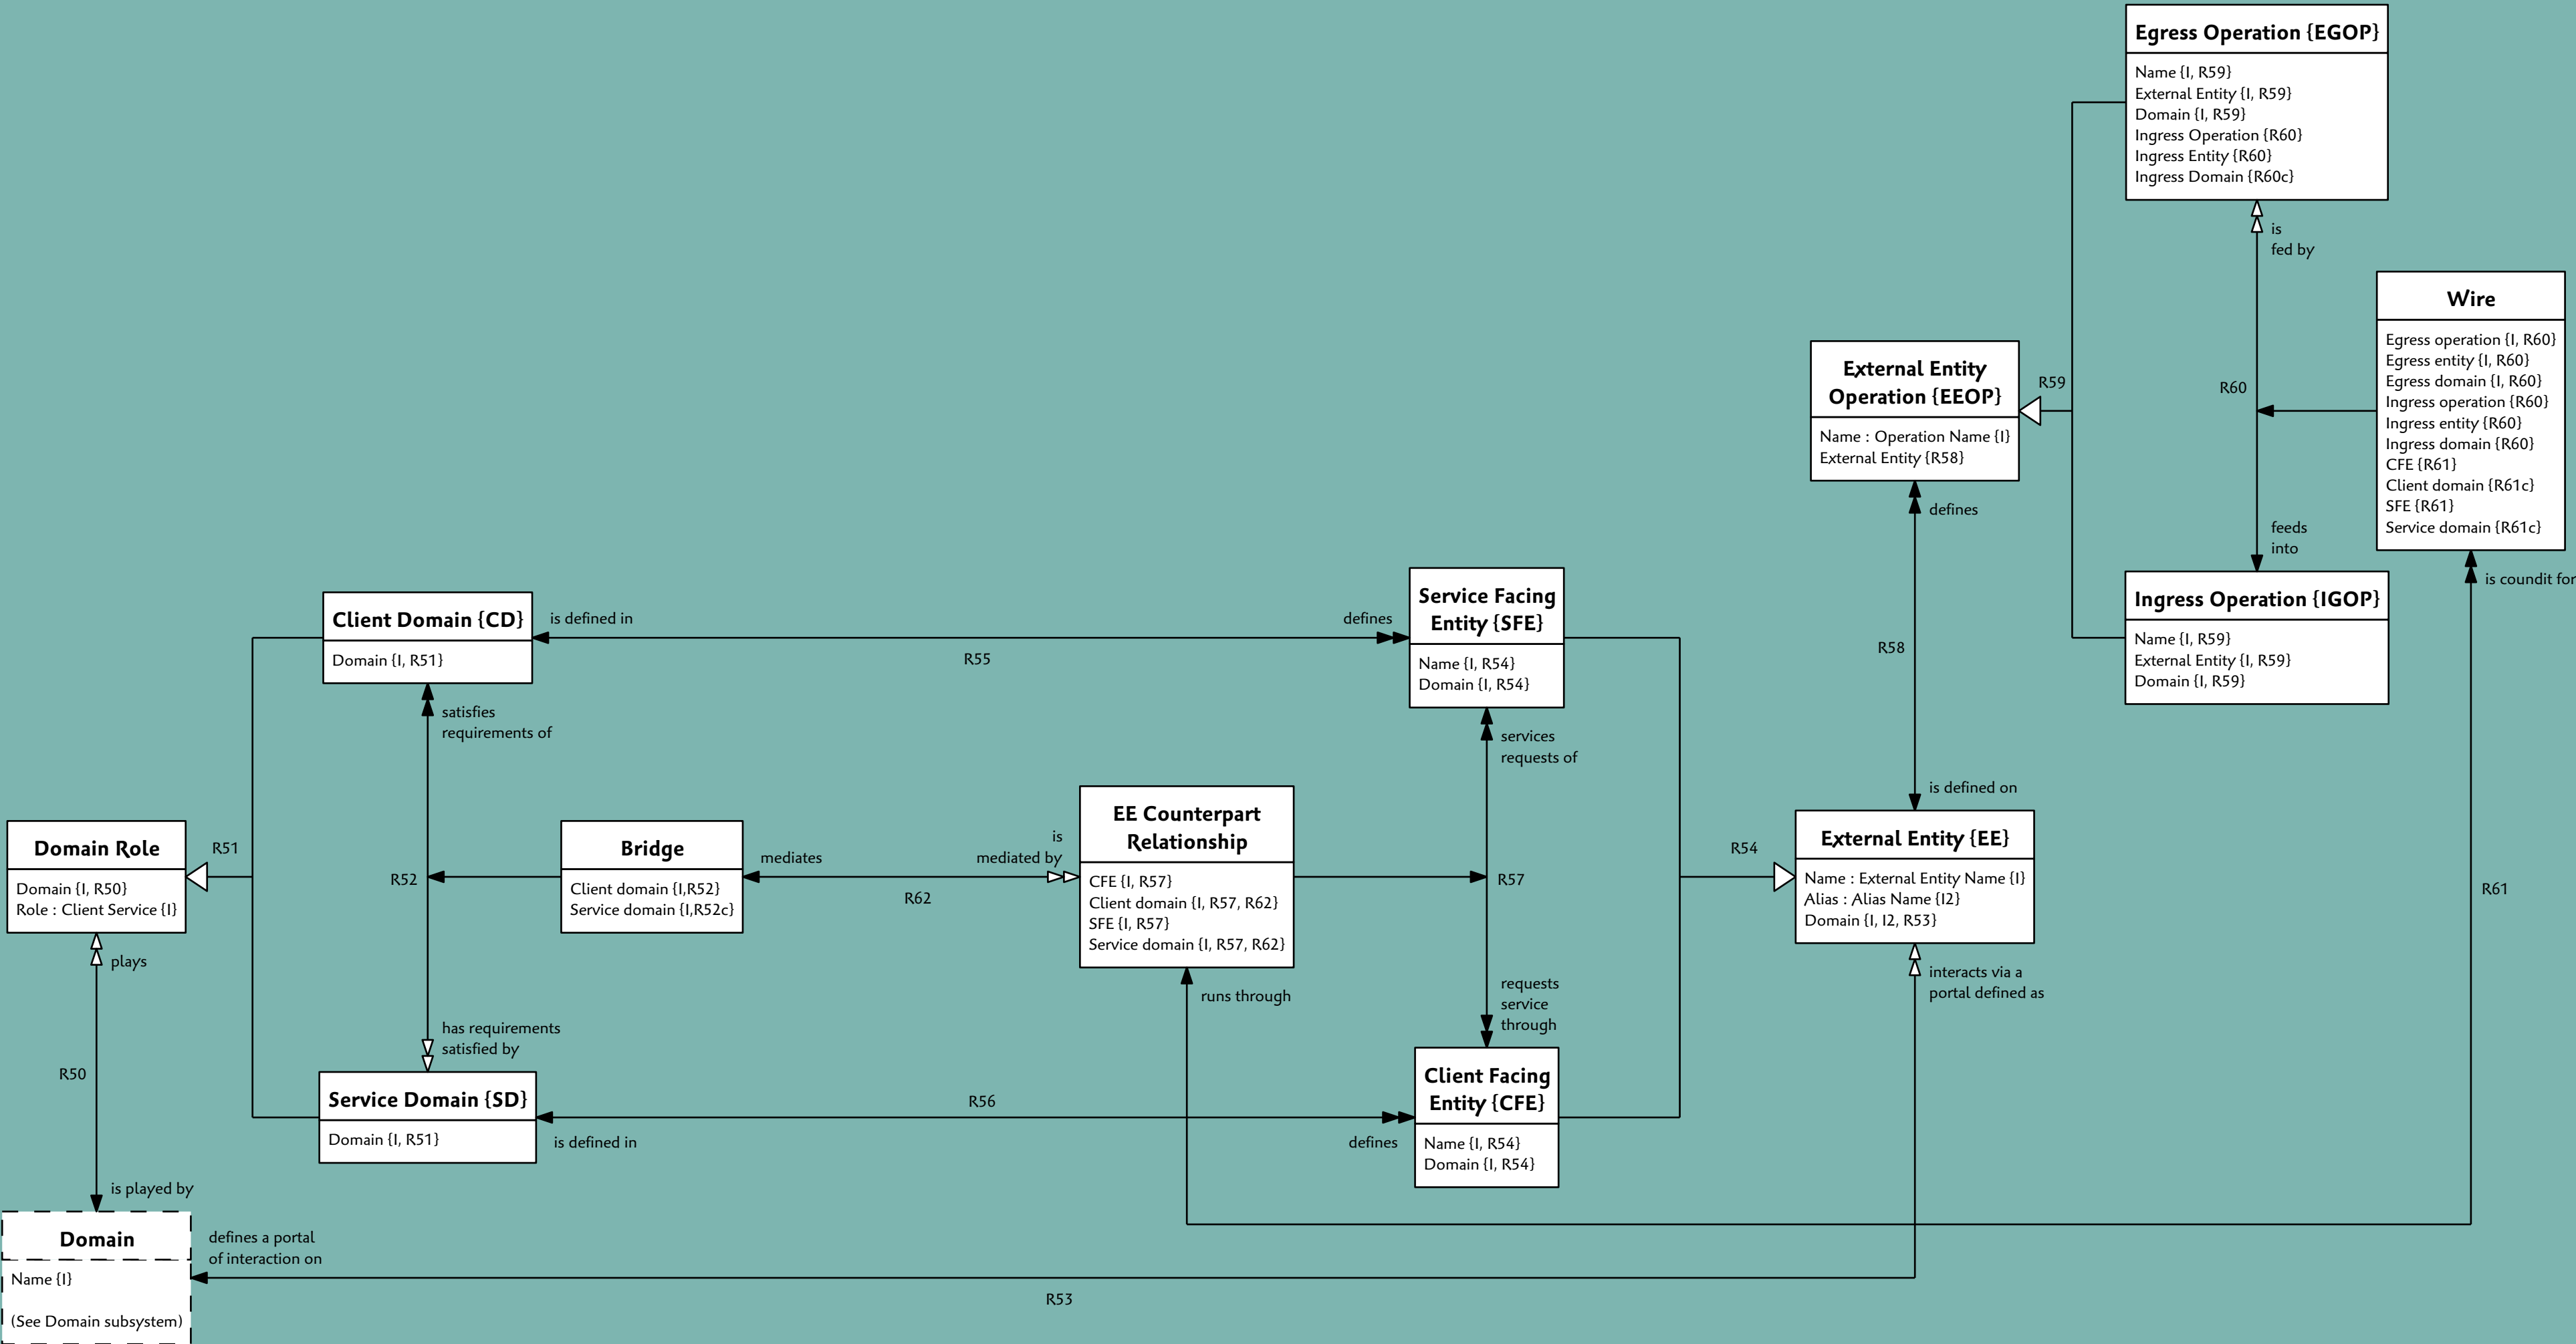 Egress Operation {EGOP}
Name {I, R59}
External Entity {I, R59}
Domain {I, R59}
Ingress Operation {R60}
Ingress Entity {R60}
Ingress Domain {R60c}
is
fed by
R60
feeds
into
Wire
Egress operation {I, R60}
Egress entity {I, R60}
Egress domain {I, R60}
Ingress operation {R60}
Ingress entity {R60}
Ingress domain {R60}
CFE {R61}
Client domain {R61c}
SFE {R61}
Service domain {R61c}
is coundit for
R61
External Entity
Operation {EEOP}
Name : Operation Name {I}
External Entity {R58}
R59
defines
R58
is defined on
Ingress Operation {IGOP}
Name {I, R59}
External Entity {I, R59}
Domain {I, R59}
Client Domain {CD}
Domain {I, R51}
is defined in
R55
defines
Service Facing
Entity {SFE}
Name {I, R54}
Domain {I, R54}
satisfies
requirements of
services
requests of
Domain Role
Domain {I, R50}
Role : Client Service {I}
R51
R52
Bridge
Client domain {I,R52}
Service domain {I,R52c}
mediates
R62
is
mediated by
EE Counterpart
Relationship
CFE {I, R57}
Client domain {I, R57, R62}
SFE {I, R57}
Service domain {I, R57, R62}
R57
R54
External Entity {EE}
Name : External Entity Name {I}
Alias : Alias Name {I2}
Domain {I, I2, R53}
plays
R50
is played by
has requirements
satisfied by
runs through
requests
service
through
interacts via a
portal defined as
Service Domain {SD}
Domain {I, R51}
R56
is defined in
defines
Client Facing
Entity {CFE}
Name {I, R54}
Domain {I, R54}
Domain
Name {I}
(See Domain subsystem)
defines a portal
of interaction on
R53